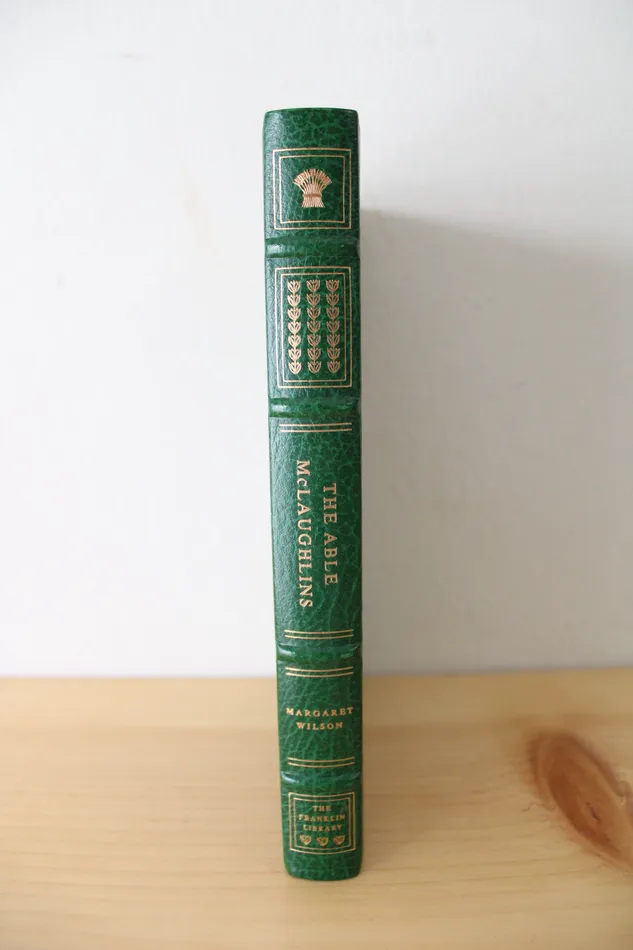 THE ABLE
McLAUGHLINS
MARGARET
WILSON
THE
FRANKLIN
LIBRARY